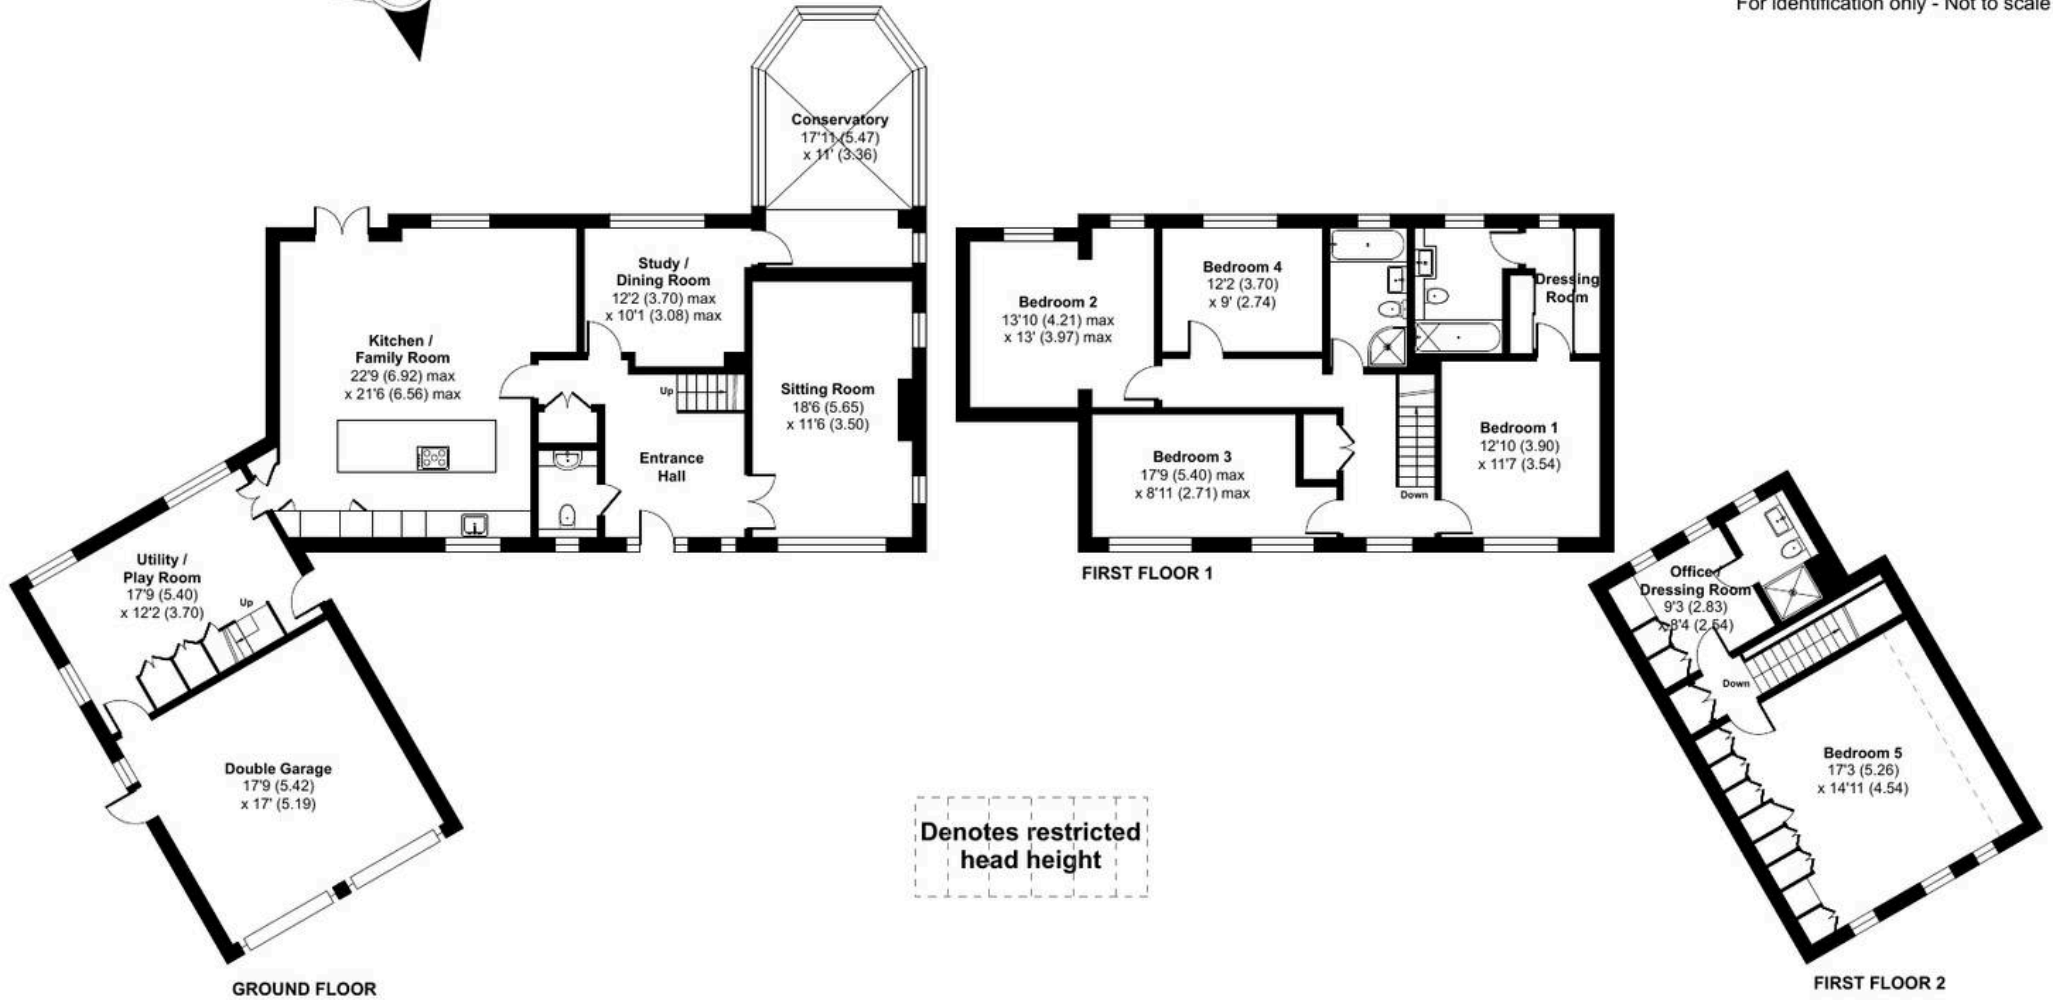 For identification only - Not to scale
Conservatory
17'11 (5.47)
x 11' (3.36)
Study /
Dining Room
12'2 (3.70) max
x 10'1 (3.08) max
Kitchen /
Family Room
22'9 (6.92) max
x 21'6 (6.56) max
Up
Sitting Room
18'6 (5.65)
x 11'6 (3.50)
Entrance
Hall
Utility /
Play Room
17'9 (5.40)
x 12'2 (3.70)
Up
Double Garage
17'9 (5.42)
x 17' (5.19)
GROUND FLOOR
Bedroom 2
13'10 (4.21) max
x 13' (3.97) max
Bedroom 4
12'2 (3.70)
x 9' (2.74)
Dressing
Room
Bedroom 3
17'9 (5.40) max
x 8'11 (2.71) max
Down
Bedroom 1
12'10 (3.90)
x 11'7 (3.54)
FIRST FLOOR 1
Office /
Dressing Room
9'3 (2.83)
x 8'4 (2.54)
Down
Bedroom 5
17'3 (5.26)
x 14'11 (4.54)
FIRST FLOOR 2
Denotes restricted
head height